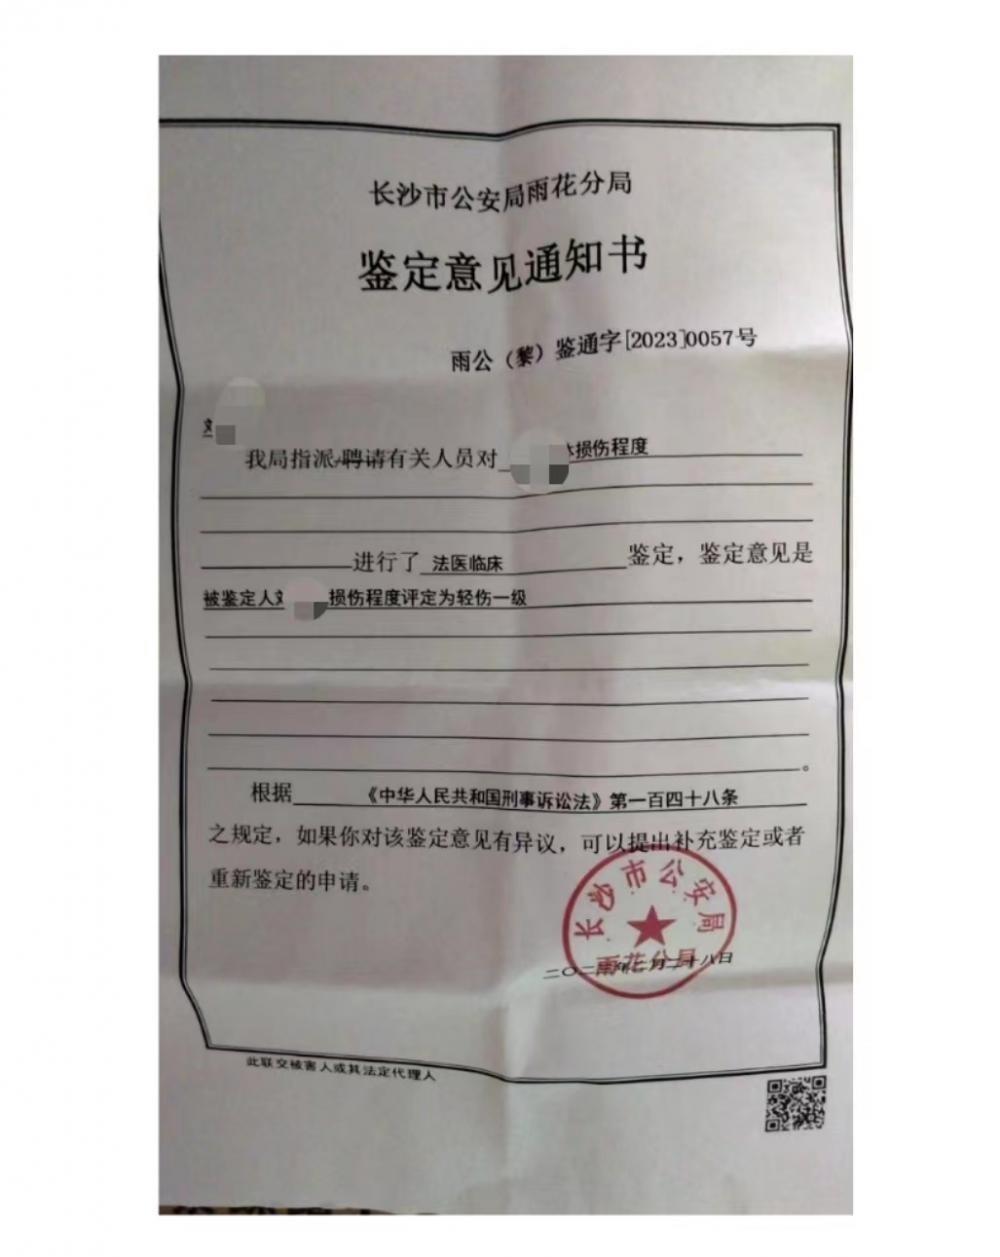 长沙市公安局雨花分局
鉴定意见通知书
雨公（黎）鉴通字[2023]0057号
我局指派聘请有关人员对 体损伤程度
进行了 法医临床 鉴定，鉴定意见是
被鉴定人刘 损伤程度评定为轻伤一级
。
根据 《中华人民共和国刑事诉讼法》第一百四十八条
之规定，如果你对该鉴定意见有异议，可以提出补充鉴定或者
重新鉴定的申请。
长沙市公安局
雨花分局
此联交被害人或其法定代理人